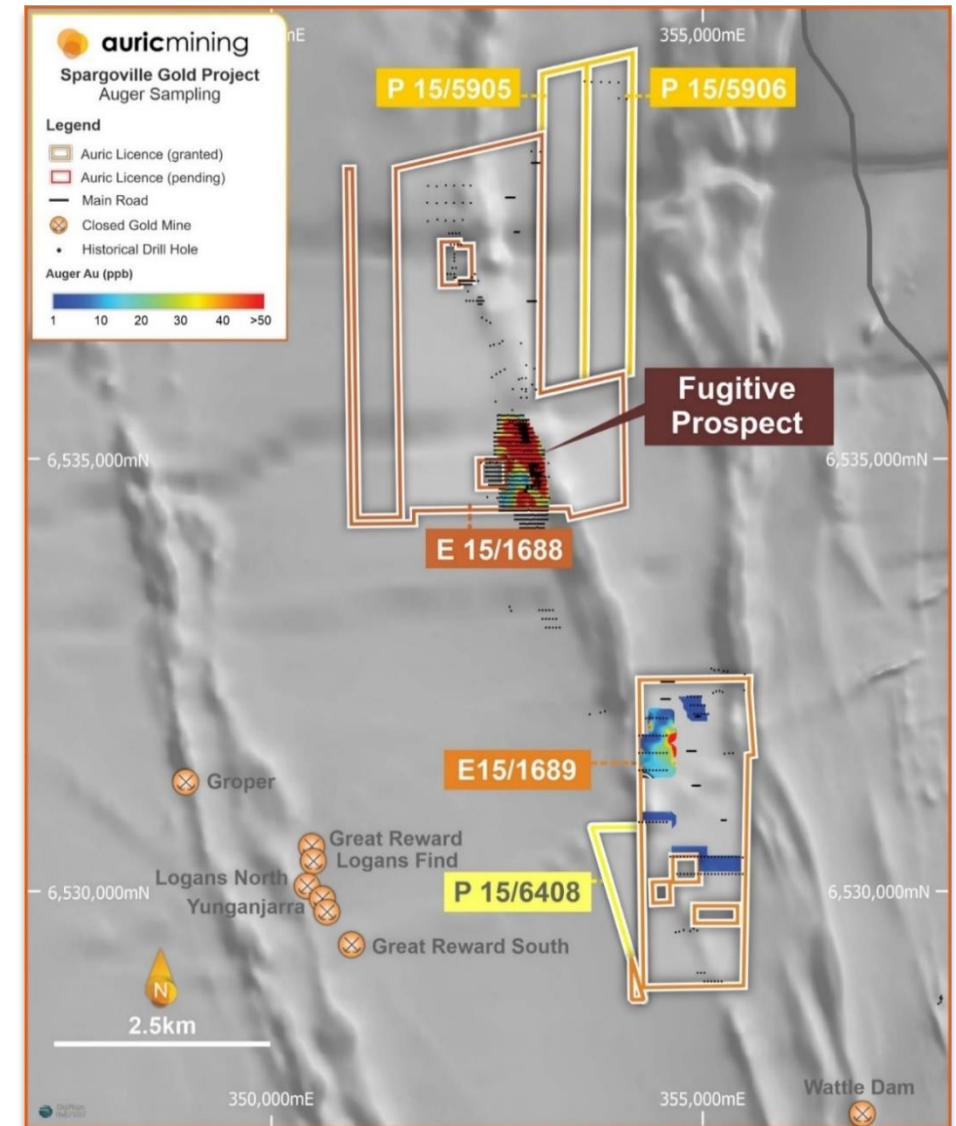 auricmining
Spargoville Gold Project
Auger Sampling
Legend
Auric Licence (granted)
Auric Licence (pending)
Main Road
Closed Gold Mine
Historical Drill Hole
Auger Au (ppb)
1 10 20 30 40 >50
mE
355,000mE
P 15/5905
P 15/5906
Fugitive
Prospect
6,535,000mN
6,535,000mN
E 15/1688
E15/1689
Groper
Great Reward
Logans Find
Logans North
Yunganjarra
P 15/6408
6,530,000mN
6,530,000mN
Great Reward South
N
2.5km
350,000mE
355,000mE
Wattle Dam